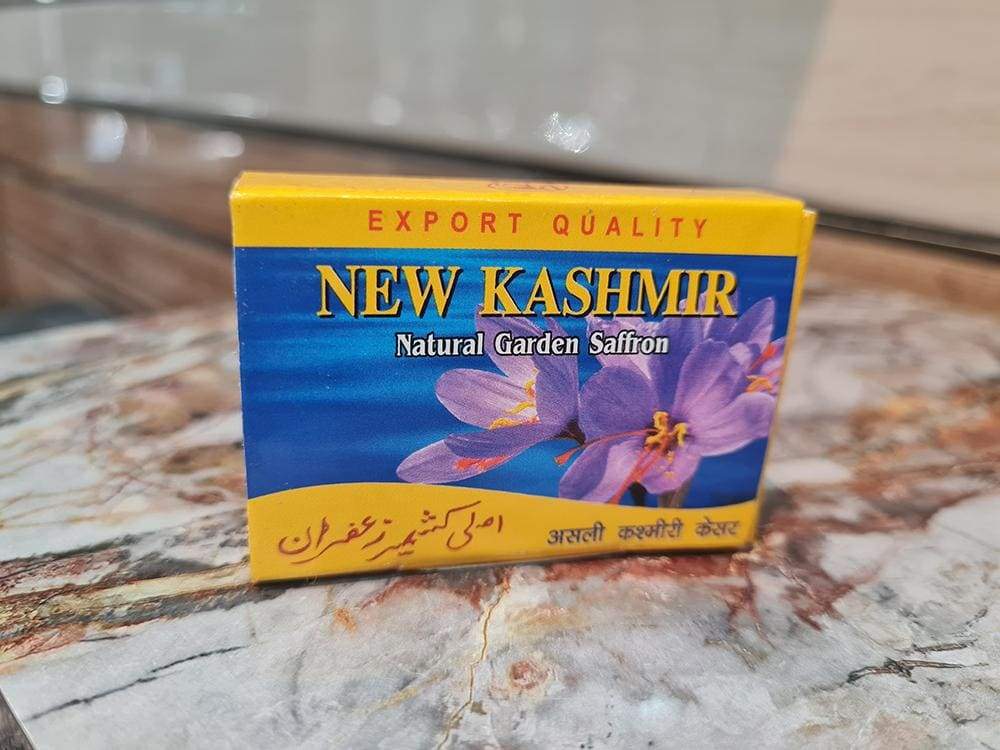 EXPORT QUALITY
NEW KASHMIR
Natural Garden Saffron
اصلی کشمیر زعفران
असली कश्मीरी केसर